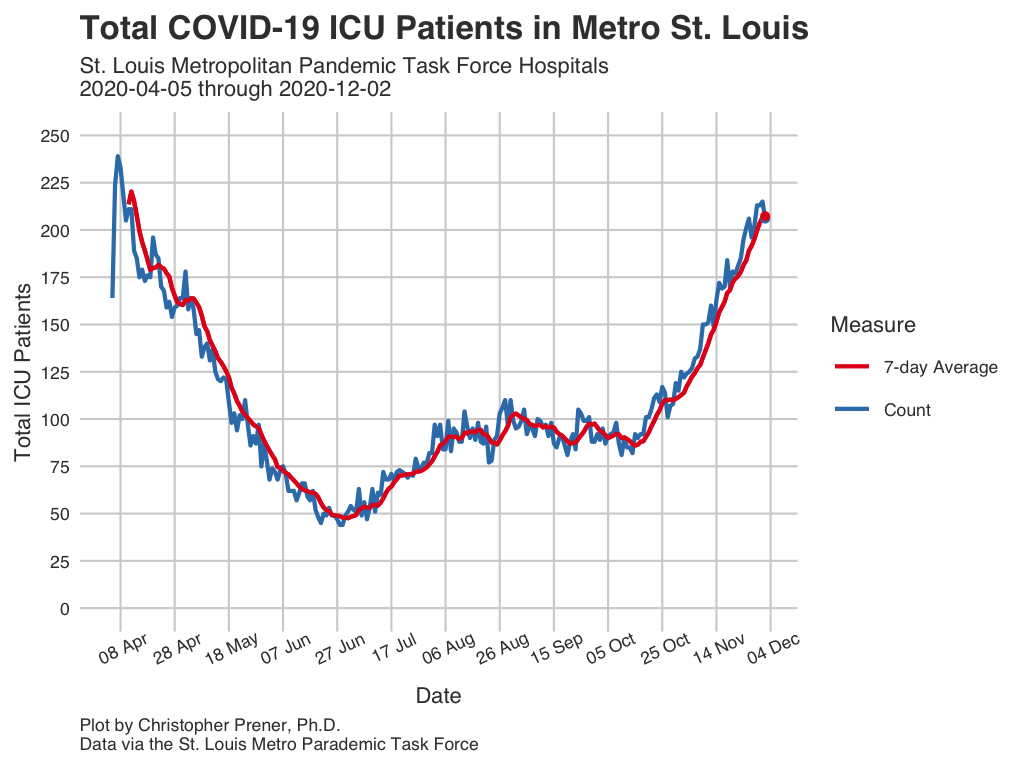 Total COVID-19 ICU Patients in Metro St. Louis
St. Louis Metropolitan Pandemic Task Force Hospitals
2020-04-05 through 2020-12-02
Total ICU Patients
250
225
200
175
150
125
100
75
50
25
0
08 Apr
28 Apr
18 May
07 Jun
27 Jun
17 Jul
06 Aug
26 Aug
15 Sep
05 Oct
25 Oct
14 Nov
04 Dec
Date
Measure
7-day Average
Count
Plot by Christopher Prener, Ph.D.
Data via the St. Louis Metro Parademic Task Force